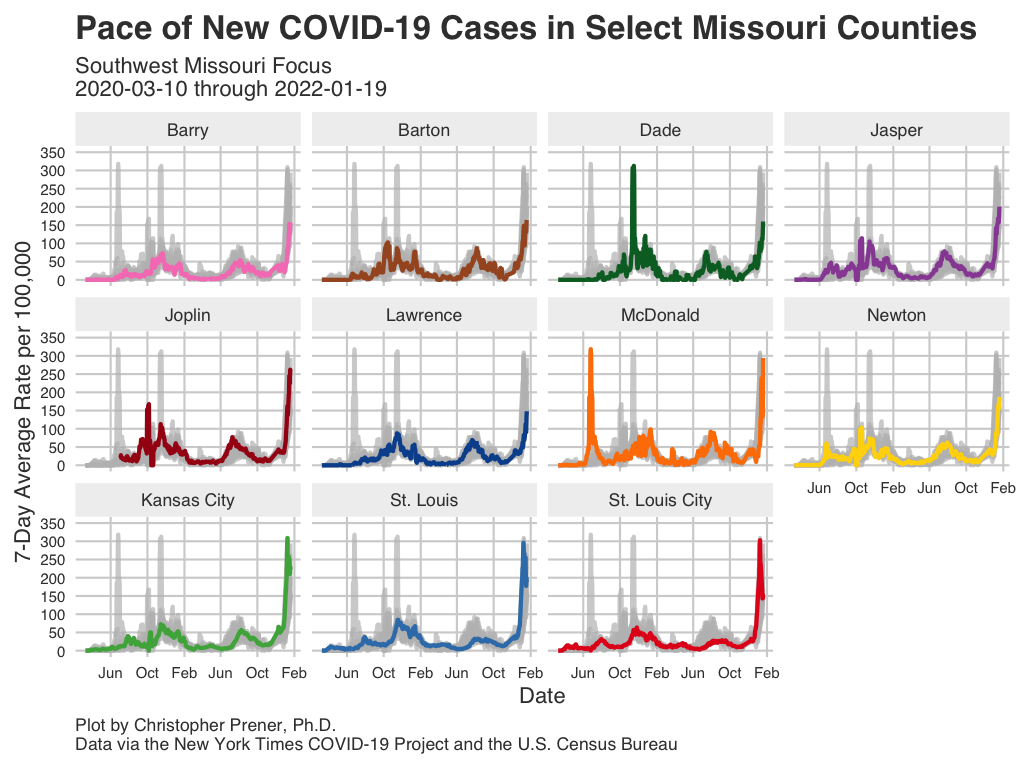 Pace of New COVID-19 Cases in Select Missouri Counties
Southwest Missouri Focus
2020-03-10 through 2022-01-19
Barry Barton Dade Jasper
350
300
250
200
150
100
50
0
Joplin Lawrence McDonald Newton
350
300
250
200
150
100
50
0
Jun Oct Feb Jun Oct Feb
Kansas City St. Louis St. Louis City
350
300
250
200
150
100
50
0
Jun Oct Feb Jun Oct Feb Jun Oct Feb Jun Oct Feb Jun Oct Feb Jun Oct Feb
7-Day Average Rate per 100,000
Date
Plot by Christopher Prener, Ph.D.
Data via the New York Times COVID-19 Project and the U.S. Census Bureau